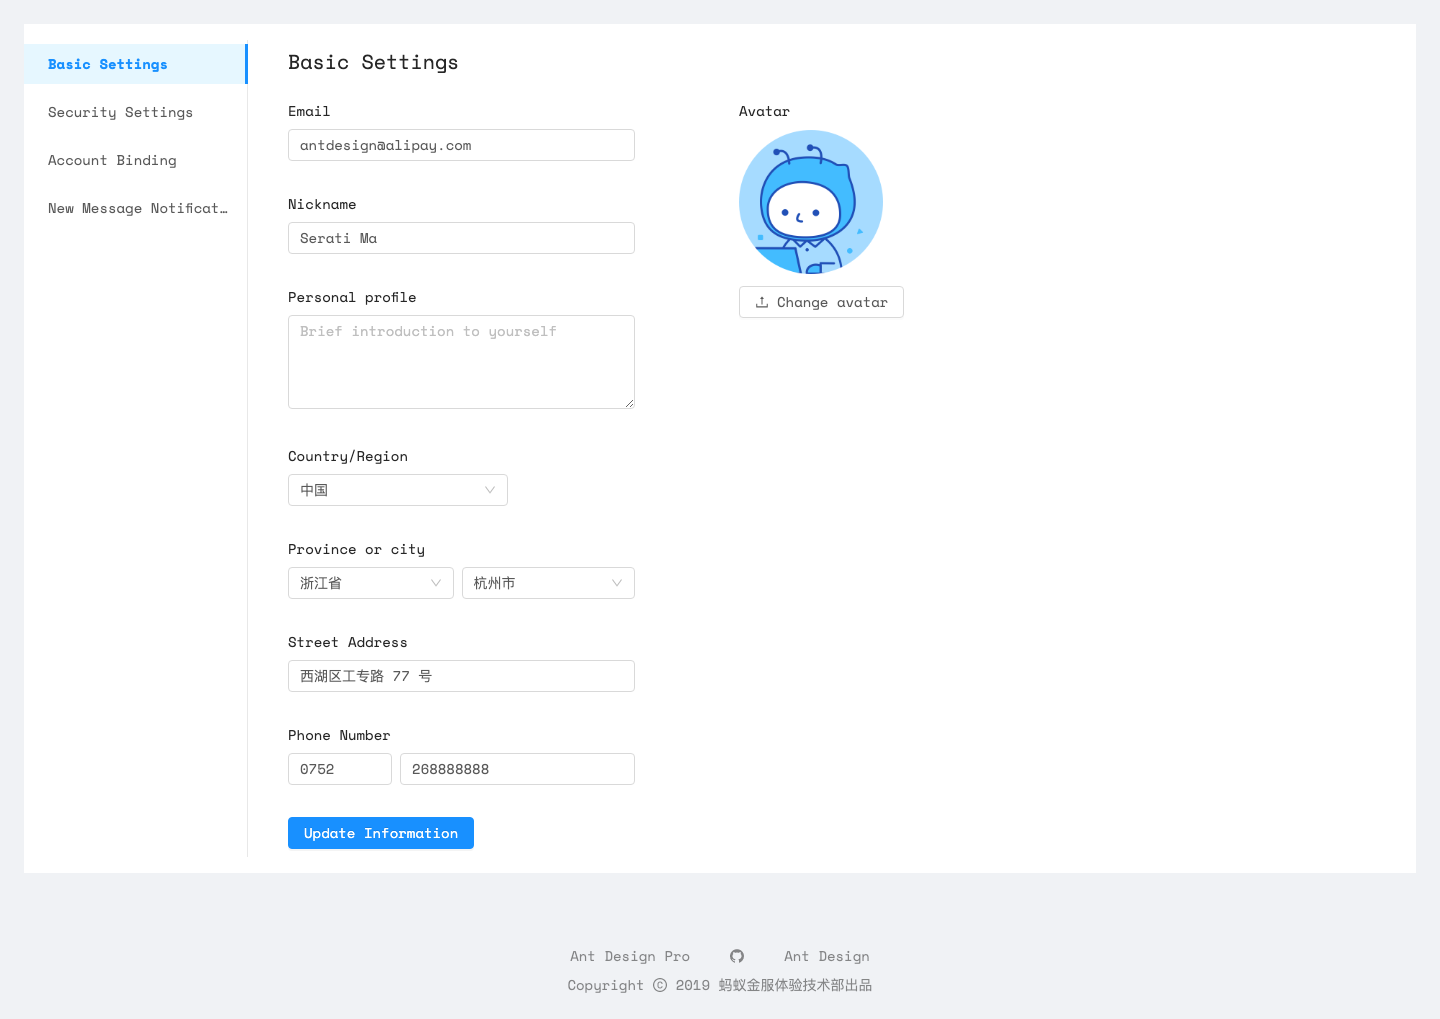 Basic Settings
Security Settings
Account Binding
New Message Notificat…
Basic Settings
Email
antdesign@alipay.com
Nickname
Serati Ma
Personal profile
Brief introduction to yourself
Country/Region
中国
Province or city
浙江省
杭州市
Street Address
西湖区工专路 77 号
Phone Number
0752
268888888
Update Information
Avatar
Change avatar
Ant Design Pro
Ant Design
Copyright © 2019 蚂蚁金服体验技术部出品